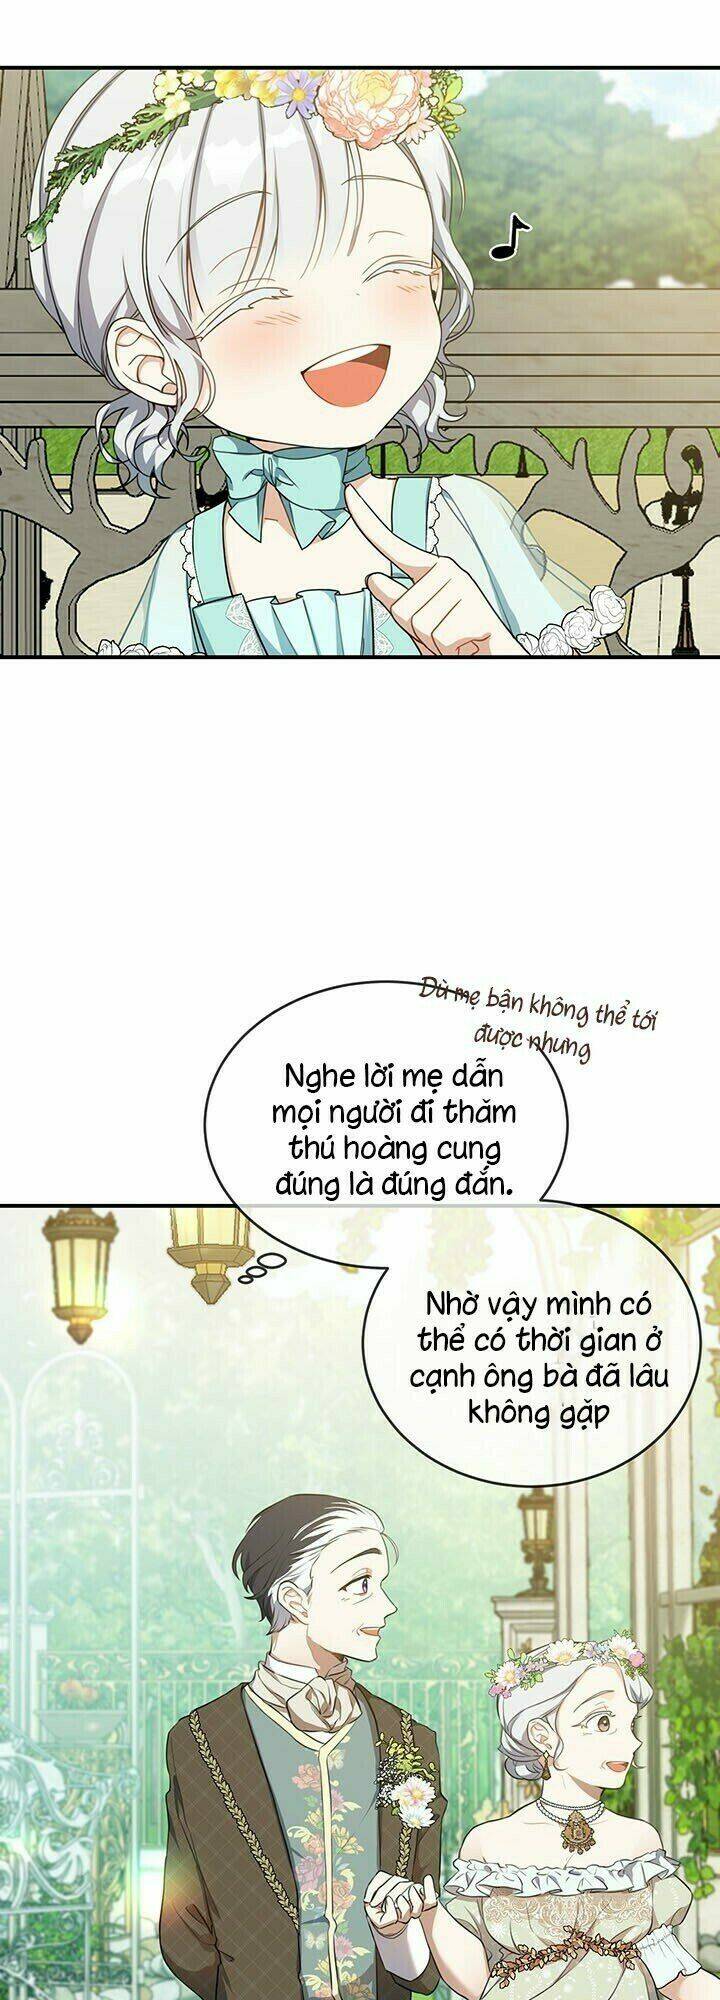 Dù mẹ bận không thể tới
được nhưng
Nghe lời mẹ dẫn
mọi người đi thăm
thú hoàng cung
đúng là đúng đắn.
Nhờ vậy mình có
thể có thời gian ở
cạnh ông bà đã lâu
không gặp